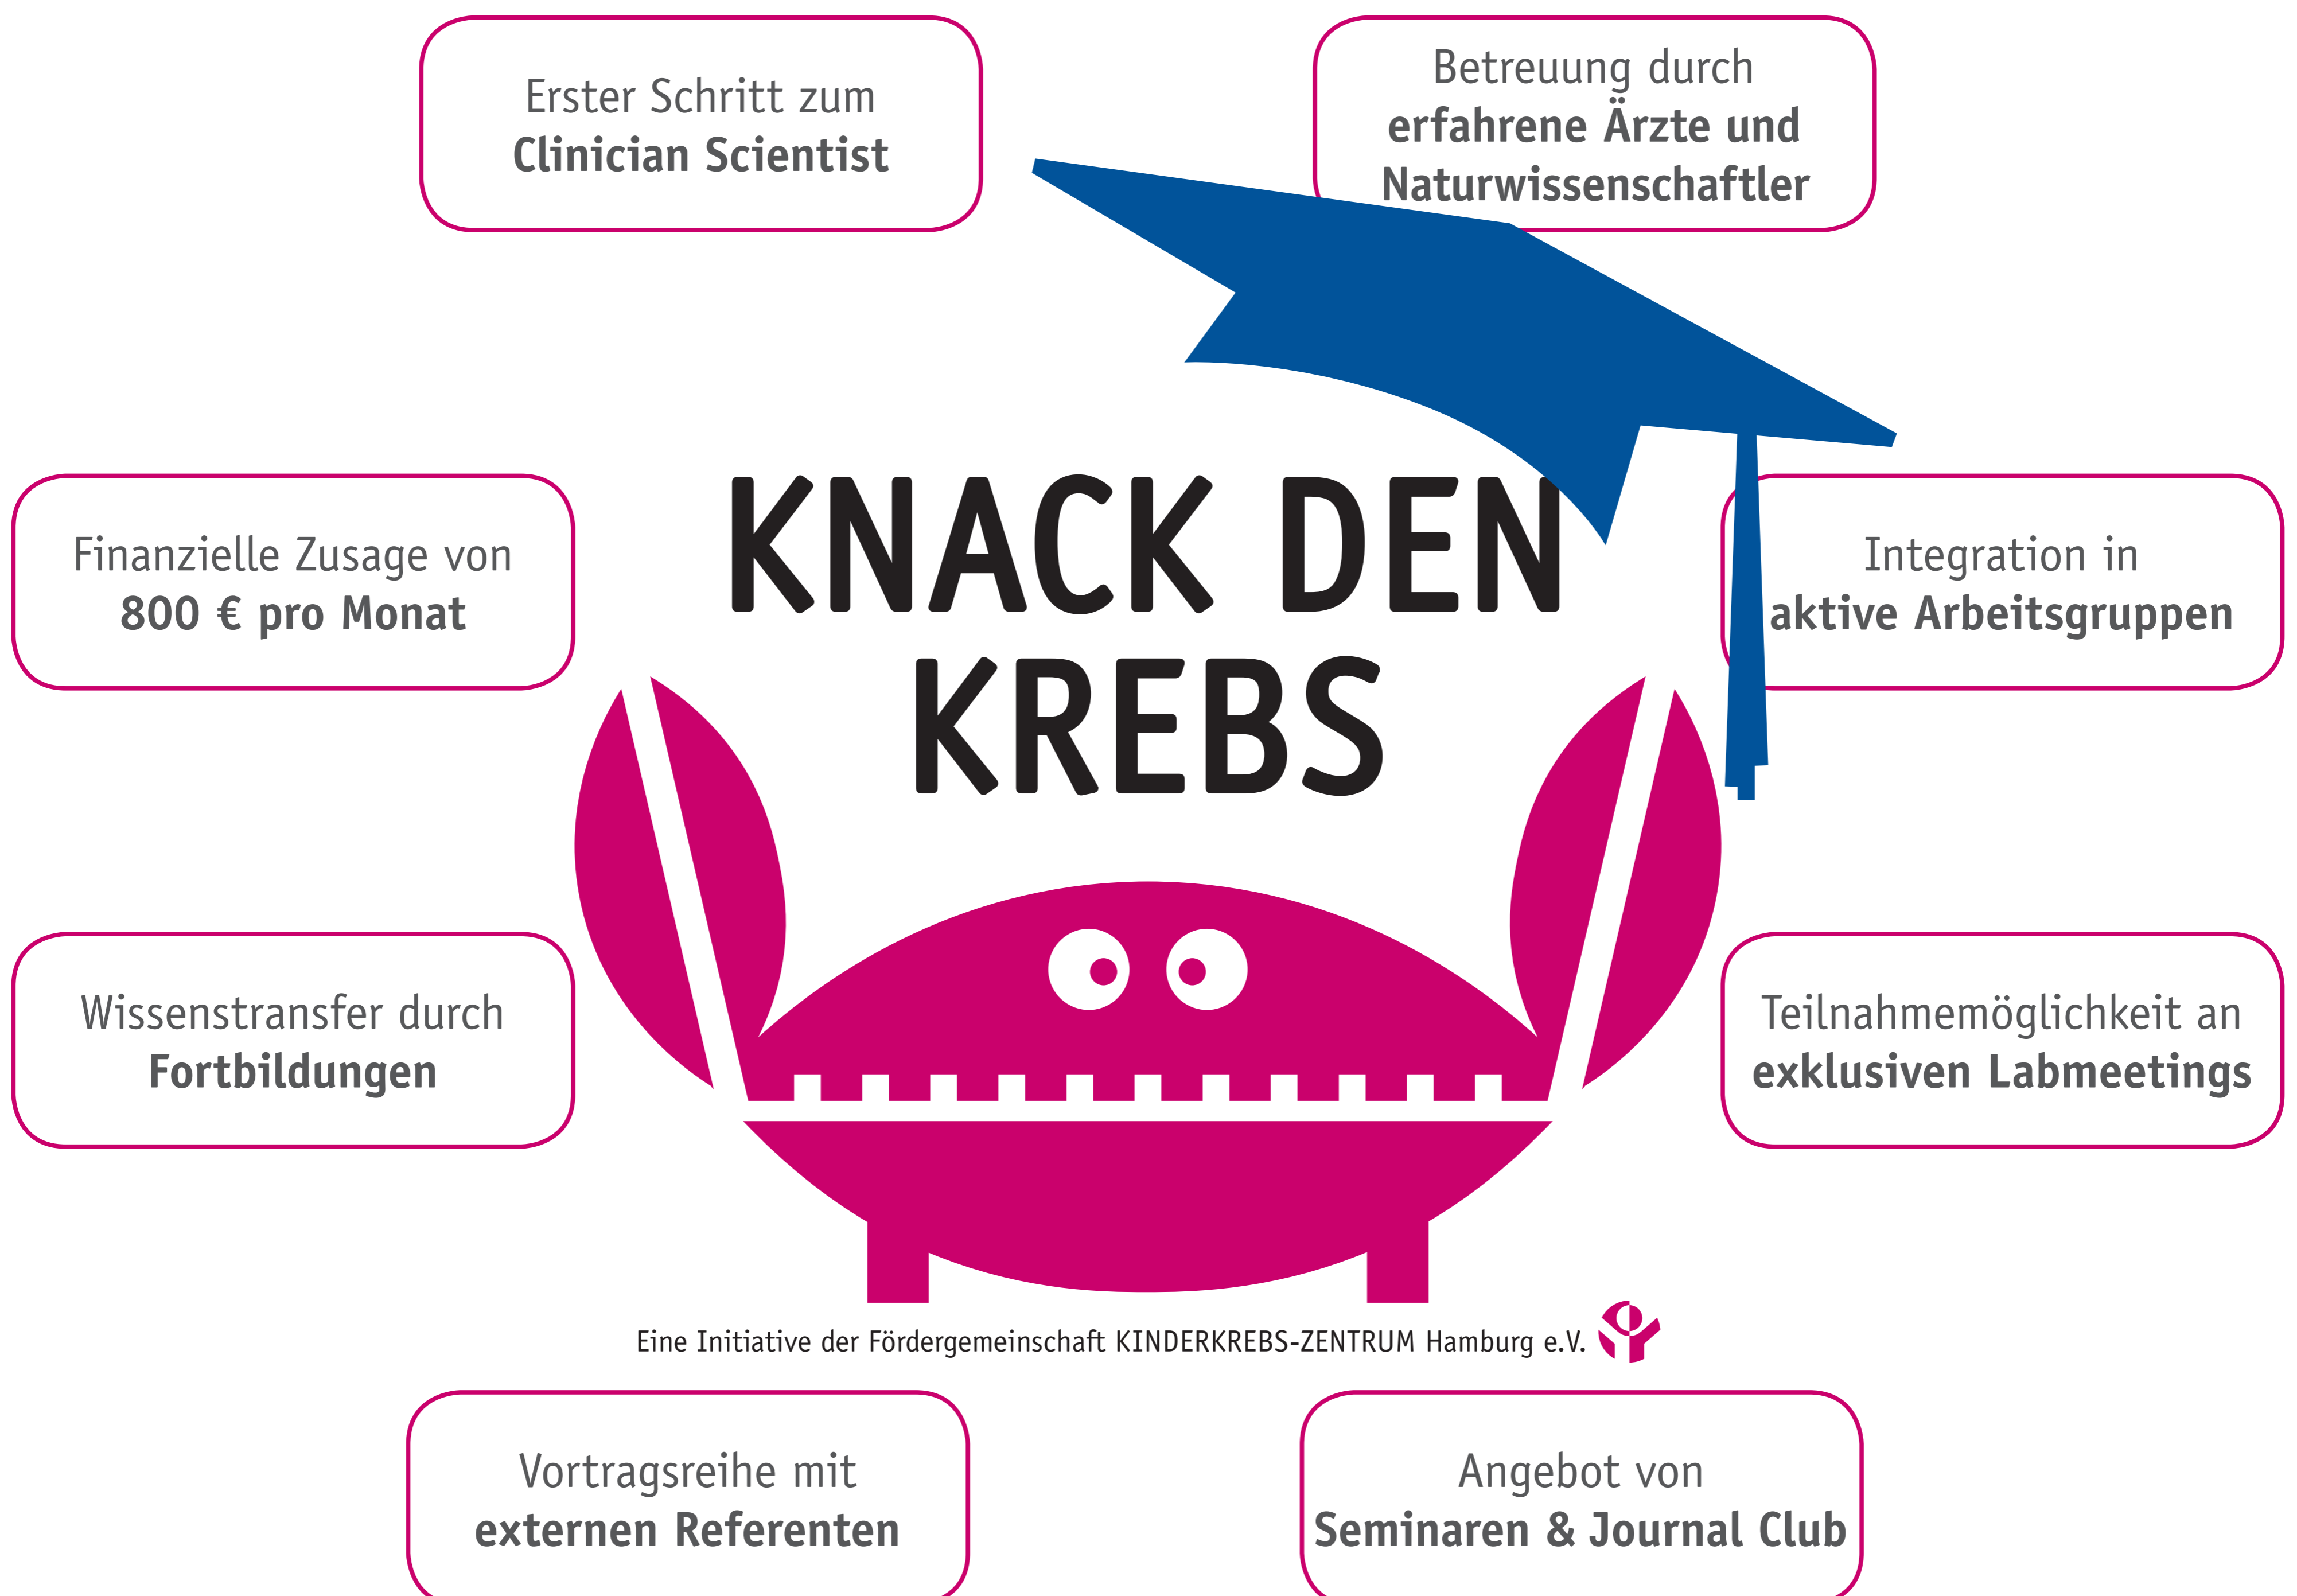 Erster Schritt zum
Clinician Scientist
Betreuung durch
erfahrene Ärzte und
Naturwissenschaftler
Finanzielle Zusage von
800 € pro Monat
KNACK DEN
KREBS
Integration in
aktive Arbeitsgruppen
Wissenstransfer durch
Fortbildungen
Teilnahmemöglichkeit an
exklusiven Labmeetings
Eine Initiative der Fördergemeinschaft KINDERKREBS-ZENTRUM Hamburg e.V.
Vortragsreihe mit
externen Referenten
Angebot von
Seminaren & Journal Club